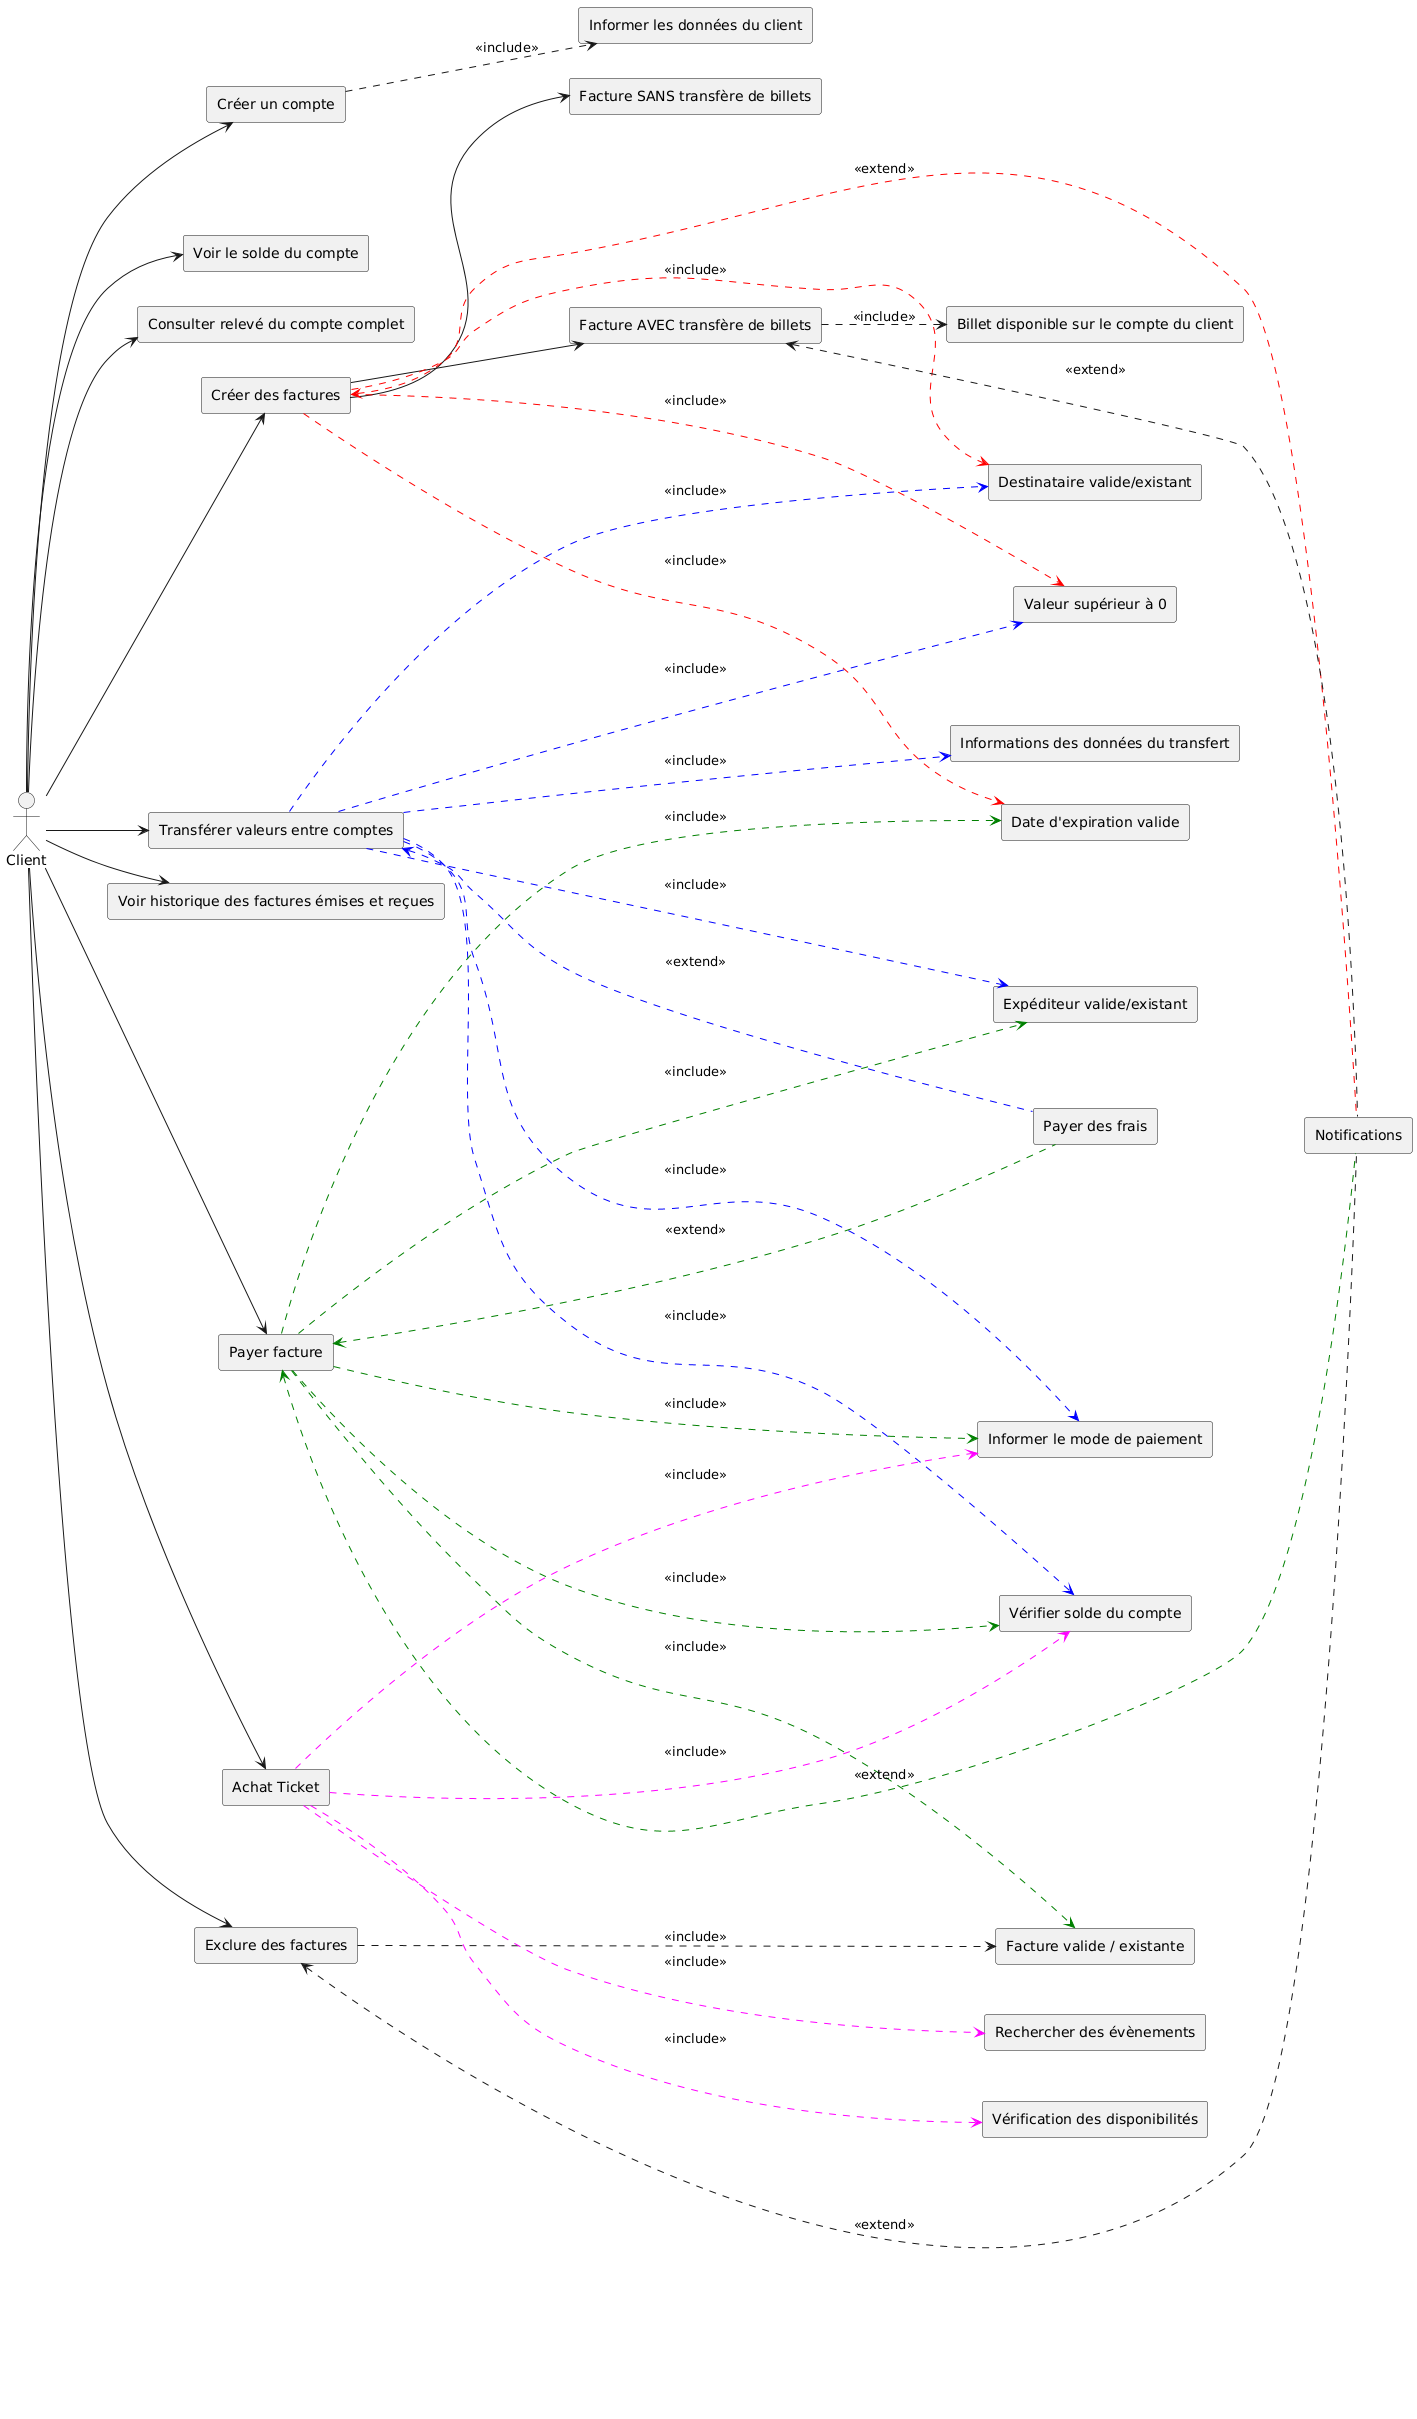 Informer les données du client
«include»
Créer un compte
Facture SANS transfère de billets
«extend»
Voir le solde du compte
«include»
Consulter relevé du compte complet
Facture AVEC transfère de billets
«include»
Billet disponible sur le compte du client
«extend»
Créer des factures
«include»
Destinataire valide/existant
«include»
«include»
Valeur supérieur à 0
«include»
Informations des données du transfert
«include»
«include»
Date d'expiration valide
Transférer valeurs entre comptes
Client
«include»
Voir historique des factures émises et reçues
«extend»
Expéditeur valide/existant
«include»
Payer des frais
Notifications
«include»
«extend»
«include»
Payer facture
«include»
Informer le mode de paiement
«include»
«include»
Vérifier solde du compte
«include»
«include»
«extend»
Achat Ticket
«include»
Exclure des factures
Facture valide / existante
«include»
Rechercher des évènements
«include»
Vérification des disponibilités
«extend»